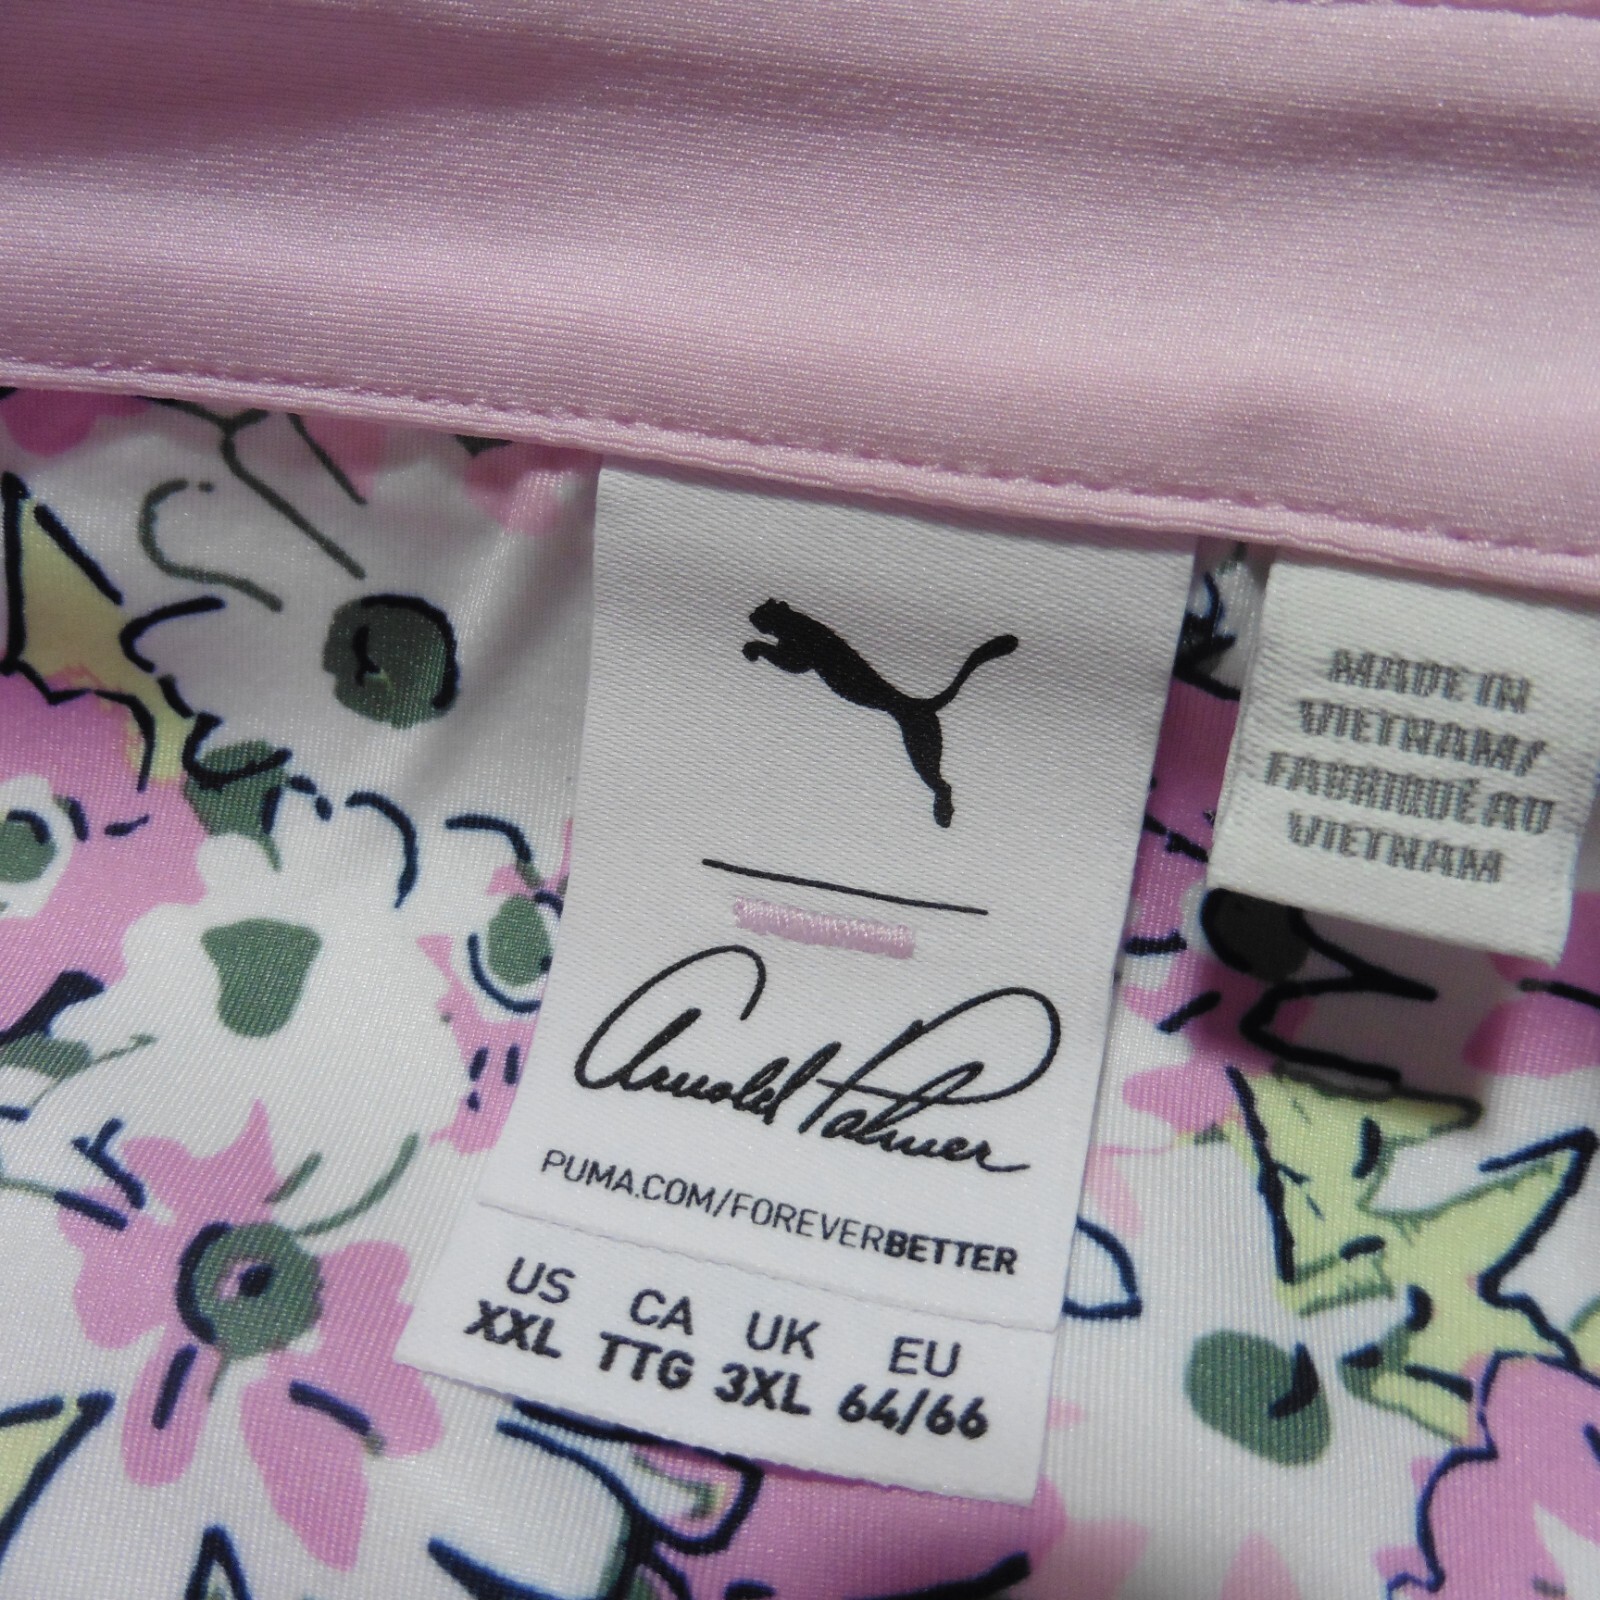 Arnold Palmer
PUMA.COM/FOREVERBETTER
US CA UK EU
XXL TTG 3XL 64/66
MADE IN
VIETNAM/
FABRIQUÉ AU
VIETNAM